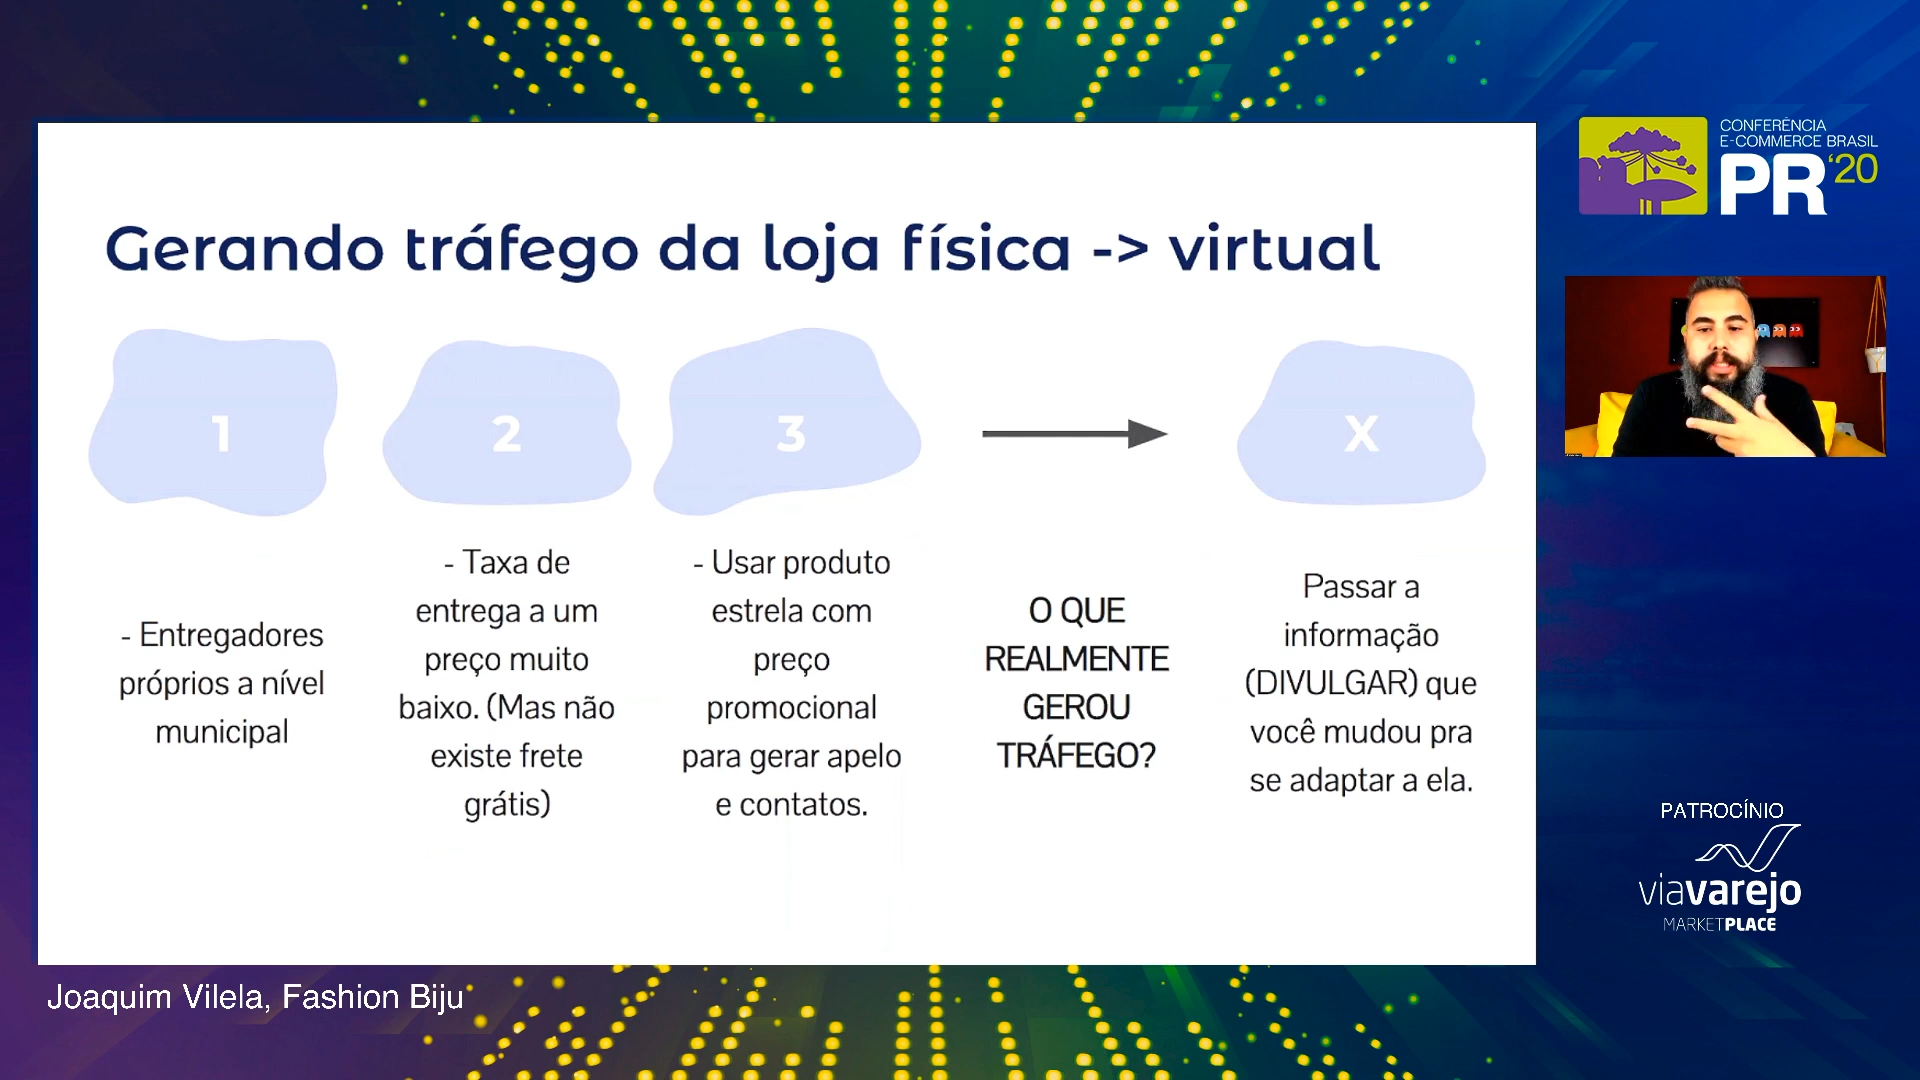 Gerando tráfego da loja física -> virtual
1
2
3
X
- Entregadores
próprios a nível
municipal
- Taxa de
entrega a um
preço muito
baixo. (Mas não
existe frete
grátis)
- Usar produto
estrela com
preço
promocional
para gerar apelo
e contatos.
O QUE
REALMENTE
GEROU
TRÁFEGO?
Passar a
informação
(DIVULGAR) que
você mudou pra
se adaptar a ela.
CONFERÊNCIA
E-COMMERCE BRASIL
PR'20
PATROCÍNIO
viavarejo
MARKETPLACE
Joaquim Vilela, Fashion Biju